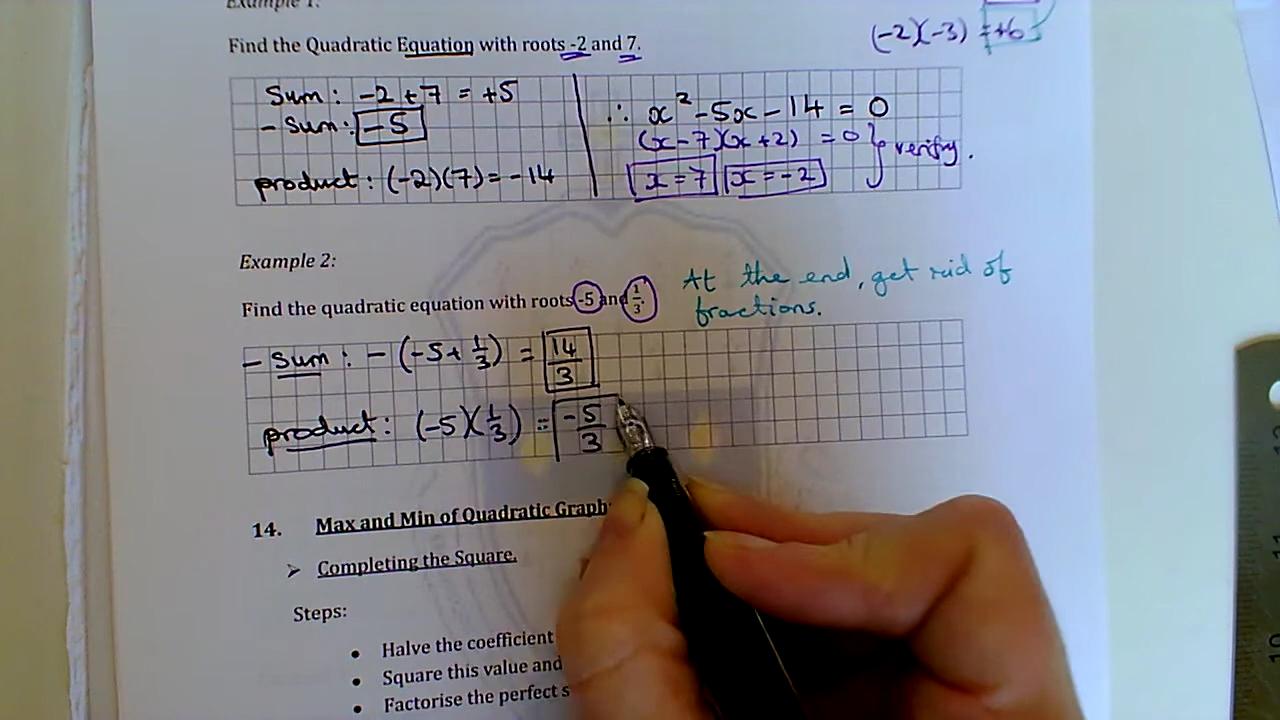 Example 1:
(-2)(-3) = +6
Find the Quadratic Equation with roots -2 and 7.
Sum: -2 + 7 = +5
- Sum: -5
product: (-2)(7) = -14
∴ x² - 5x - 14 = 0
(x - 7)(x + 2) = 0
x = 7 x = -2
verify.
Example 2:
Find the quadratic equation with roots -5 and 1/3.
At the end, get rid of
fractions.
- Sum: - (-5 + 1/3) = 14/3
product: (-5)(1/3) = -5/3
14. Max and Min of Quadratic Graph
➢ Completing the Square.
Steps:
• Halve the coefficient
• Square this value and
• Factorise the perfect s
10
11